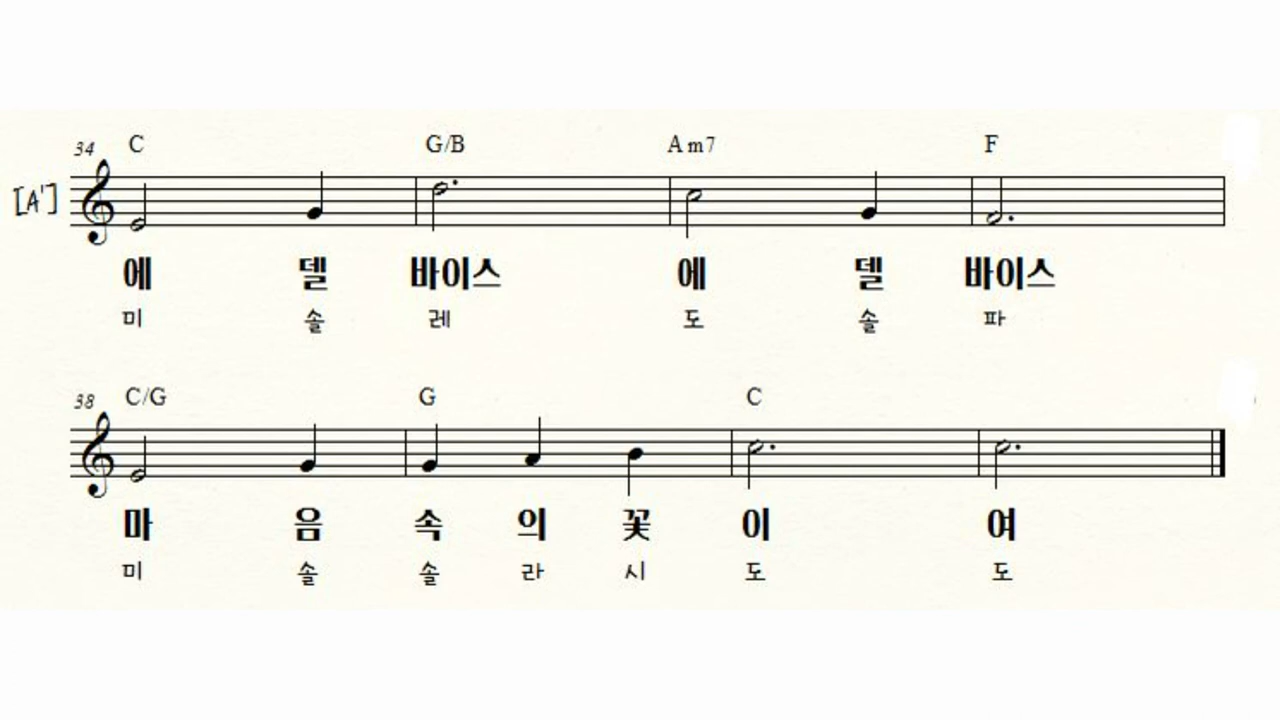 34 C G/B Am7 F
[A']
에 델 바이스 에 델 바이스
미 솔 레 도 솔 파
38 C/G G C
마 음 속 의 꽃 이 여
미 솔 솔 라 시 도 도